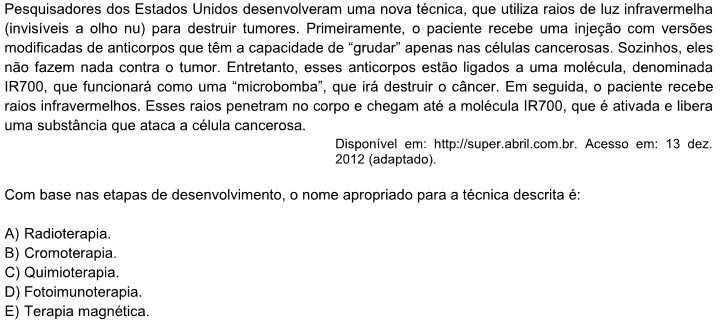 Pesquisadores dos Estados Unidos desenvolveram uma nova técnica, que utiliza raios de luz infravermelha
(invisíveis a olho nu) para destruir tumores. Primeiramente, o paciente recebe uma injeção com versões
modificadas de anticorpos que têm a capacidade de “grudar” apenas nas células cancerosas. Sozinhos, eles
não fazem nada contra o tumor. Entretanto, esses anticorpos estão ligados a uma molécula, denominada
IR700, que funcionará como uma “microbomba”, que irá destruir o câncer. Em seguida, o paciente recebe
raios infravermelhos. Esses raios penetram no corpo e chegam até a molécula IR700, que é ativada e libera
uma substância que ataca a célula cancerosa.
Disponível em: http://super.abril.com.br. Acesso em: 13 dez.
2012 (adaptado).
Com base nas etapas de desenvolvimento, o nome apropriado para a técnica descrita é:
A) Radioterapia.
B) Cromoterapia.
C) Quimioterapia.
D) Fotoimunoterapia.
E) Terapia magnética.